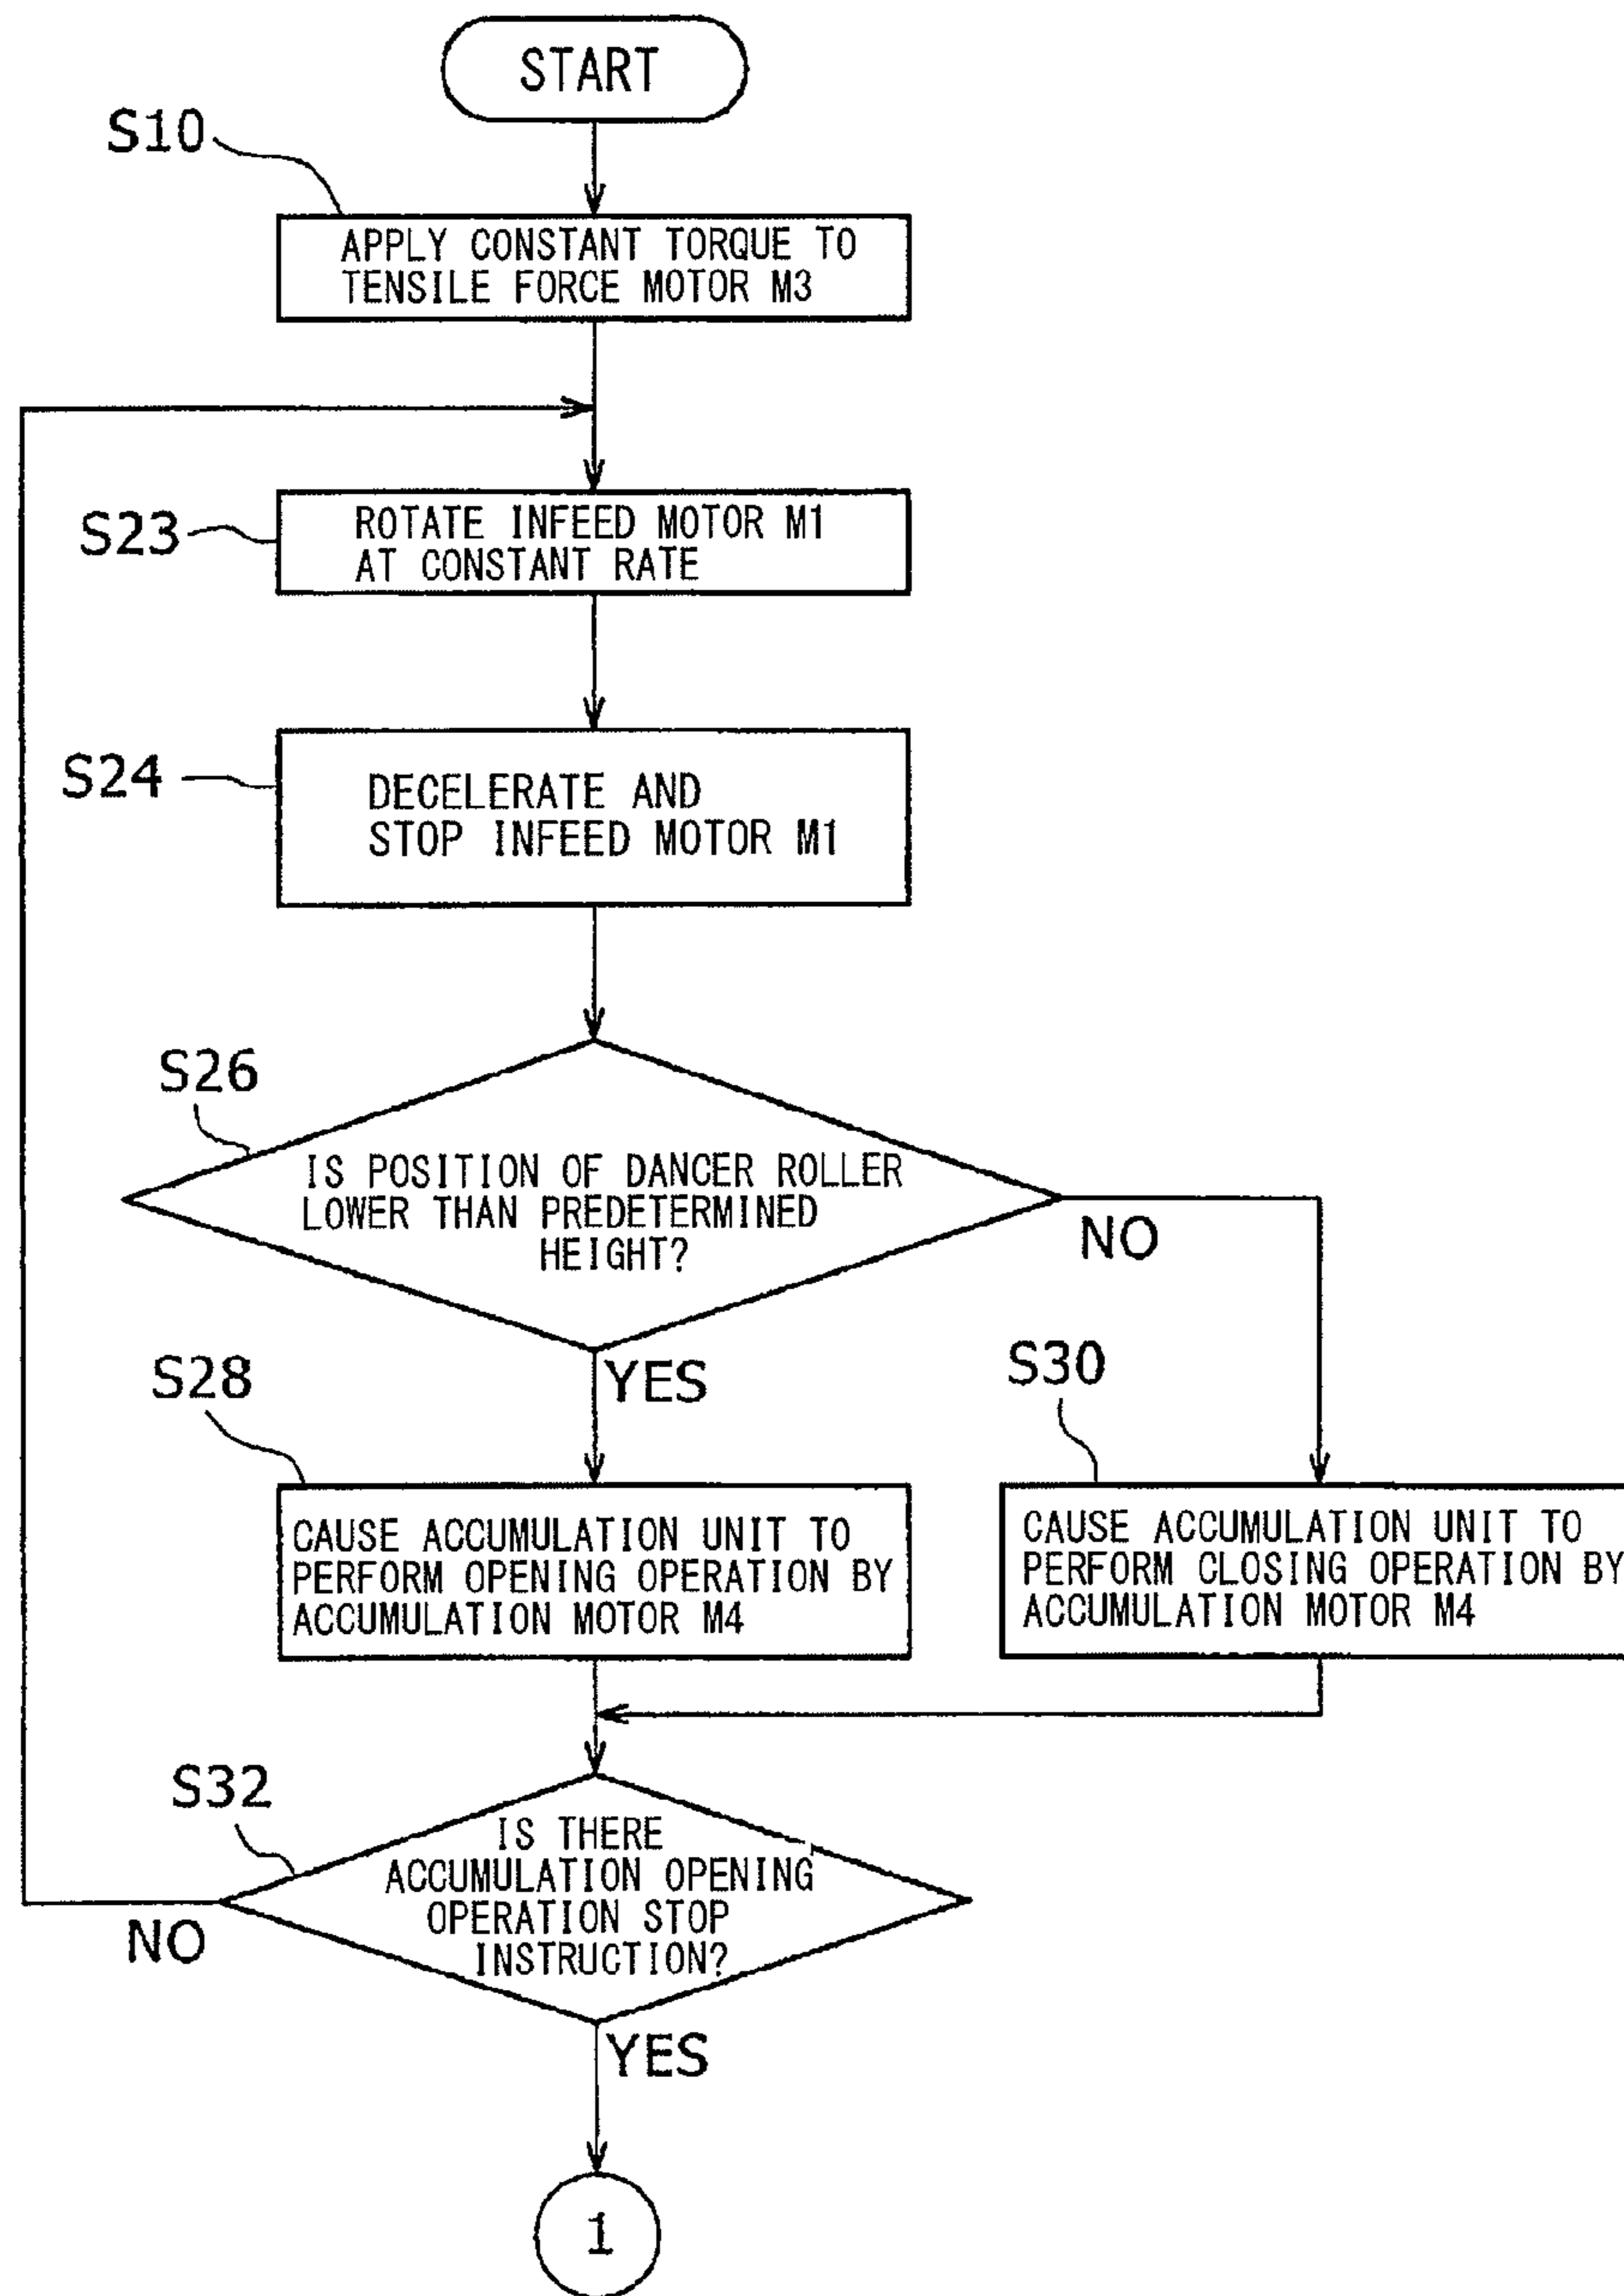 START
S10
APPLY CONSTANT TORQUE TO
TENSILE FORCE MOTOR M3
S23
ROTATE INFEED MOTOR M1
AT CONSTANT RATE
S24
DECELERATE AND
STOP INFEED MOTOR M1
S26
IS POSITION OF DANCER ROLLER
LOWER THAN PREDETERMINED
HEIGHT?
NO
YES
S28
CAUSE ACCUMULATION UNIT TO
PERFORM OPENING OPERATION BY
ACCUMULATION MOTOR M4
S30
CAUSE ACCUMULATION UNIT TO
PERFORM CLOSING OPERATION BY
ACCUMULATION MOTOR M4
S32
IS THERE
ACCUMULATION OPENING
OPERATION STOP
INSTRUCTION?
NO
YES
1